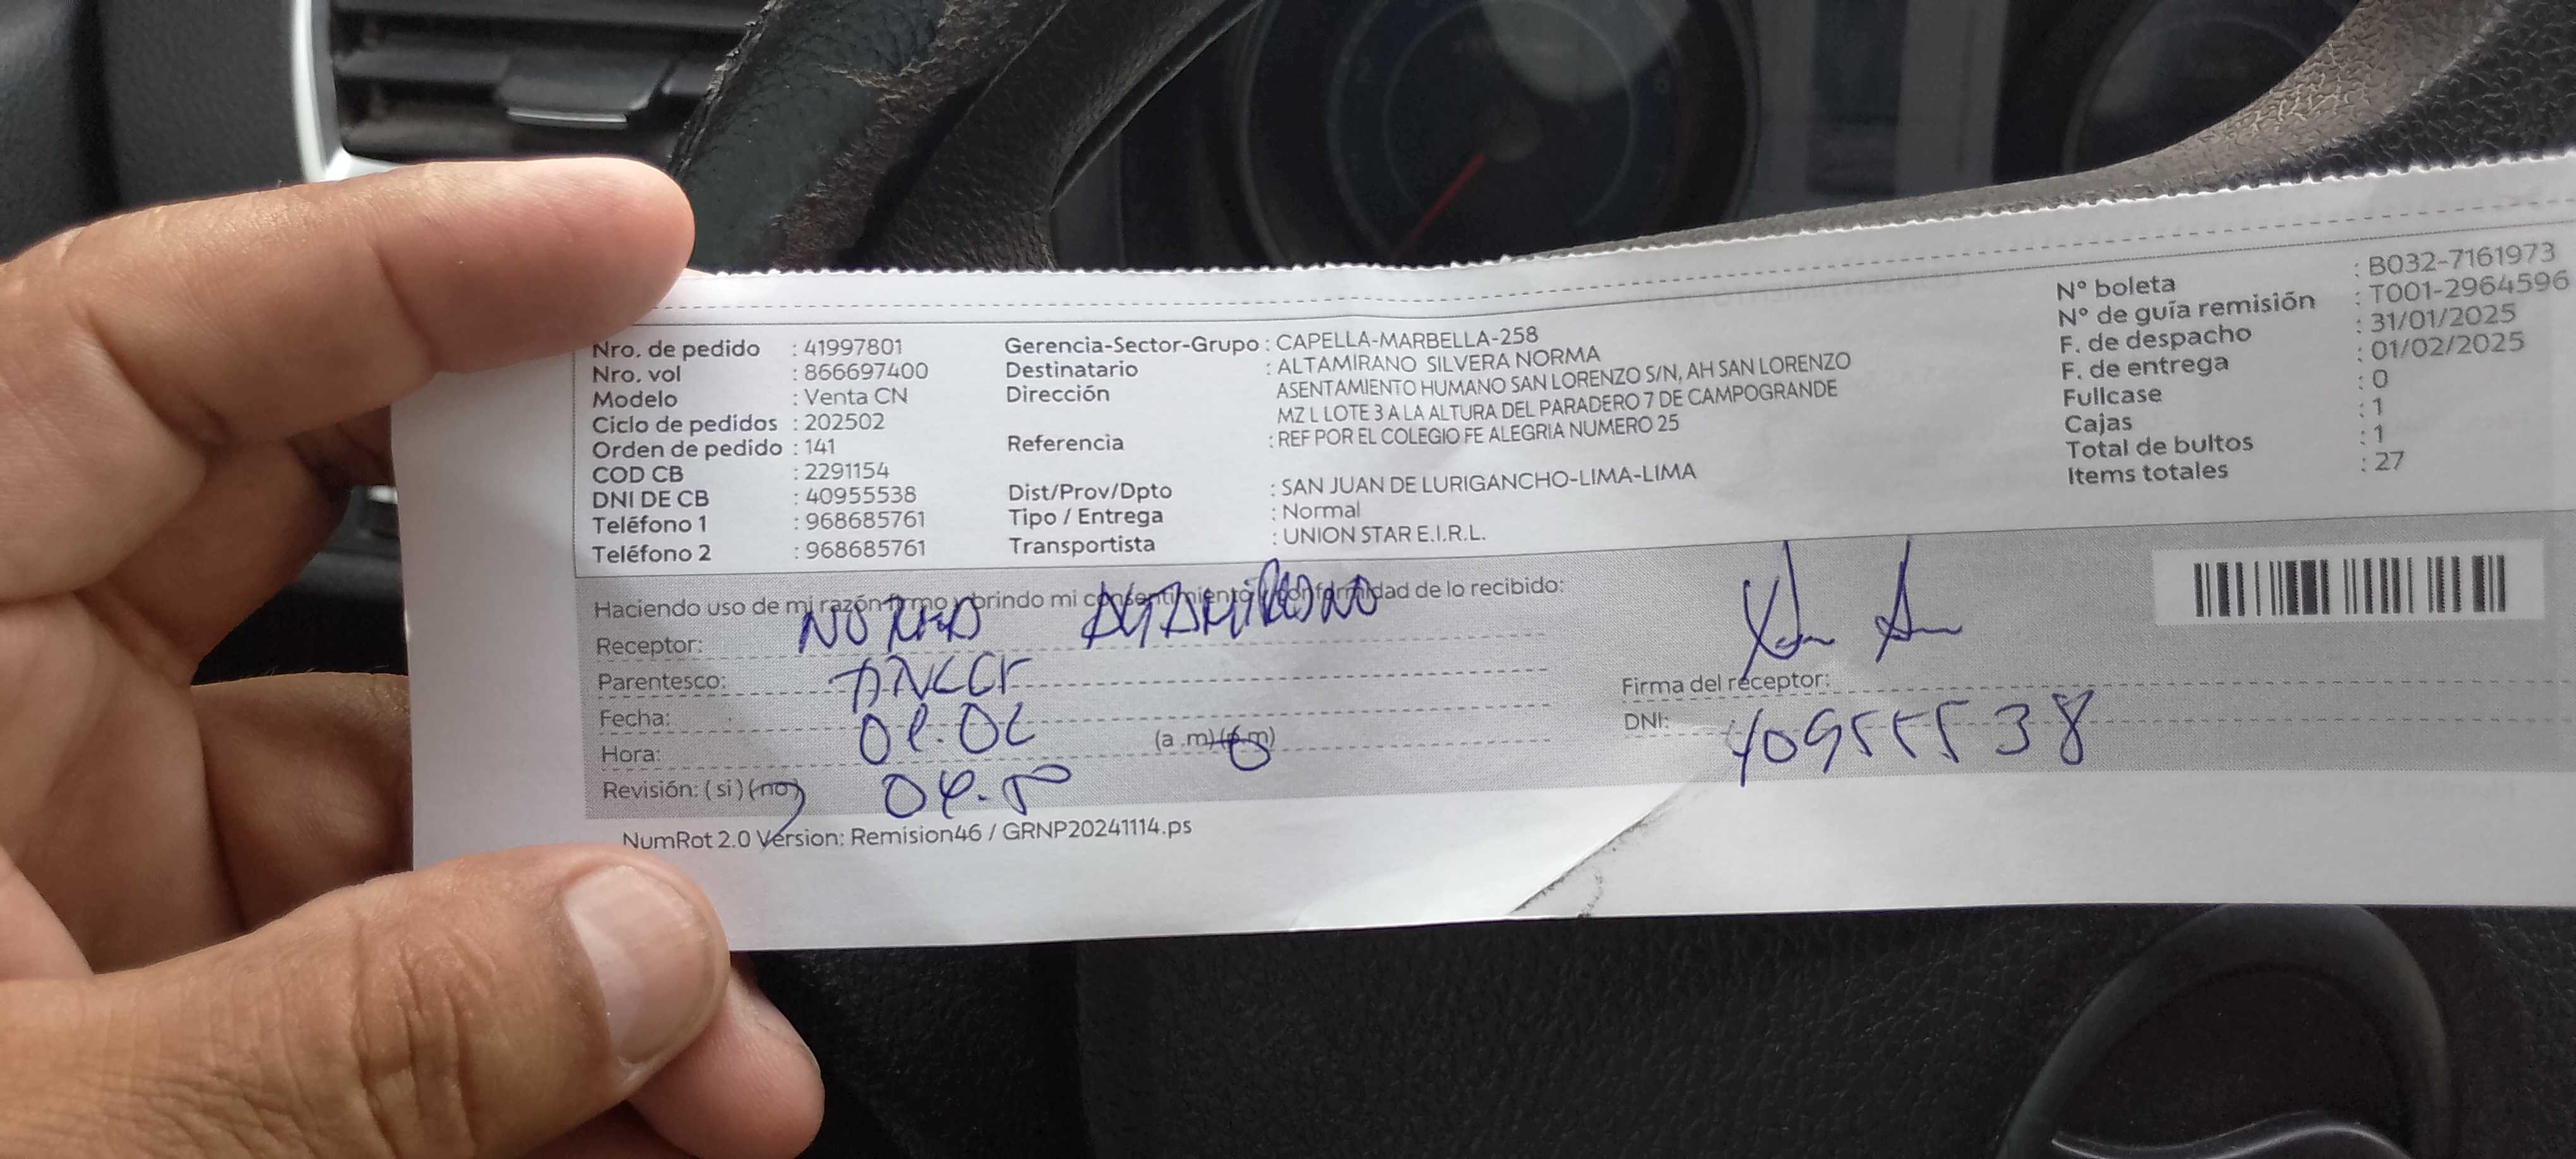 Nro. de pedido : 41997801
Nro. vol : 866697400
Modelo : Venta CN
Ciclo de pedidos : 202502
Orden de pedido : 141
COD CB : 2291154
DNI DE CB : 40955538
Teléfono 1 : 968685761
Teléfono 2 : 968685761
Gerencia-Sector-Grupo : CAPELLA-MARBELLA-258
Destinatario : ALTAMIRANO SILVERA NORMA
Dirección ASENTAMIENTO HUMANO SAN LORENZO S/N, AH SAN LORENZO
MZ L LOTE 3 A LA ALTURA DEL PARADERO 7 DE CAMPOGRANDE
Referencia : REF POR EL COLEGIO FE ALEGRIA NUMERO 25
Dist/Prov/Dpto : SAN JUAN DE LURIGANCHO-LIMA-LIMA
Tipo / Entrega : Normal
Transportista : UNION STAR E.I.R.L.
Nº boleta : B032-7161973
Nº de guía remisión : T001-2964596
F. de despacho : 31/01/2025
F. de entrega : 01/02/2025
Fullcase : 0
Cajas : 1
Total de bultos : 1
Items totales : 27
Haciendo uso de mi razón firmo y brindo mi consentimiento y conformidad de lo recibido:
Receptor: NORMA ALTAMIRANO
Parentesco:
Fecha: 01.02
Hora: (a .m) (p.m)
Revisión: ( si ) (no) 04.50
Firma del receptor:
DNI: 40955538
NumRot 2.0 Version: Remision46 / GRNP20241114.ps